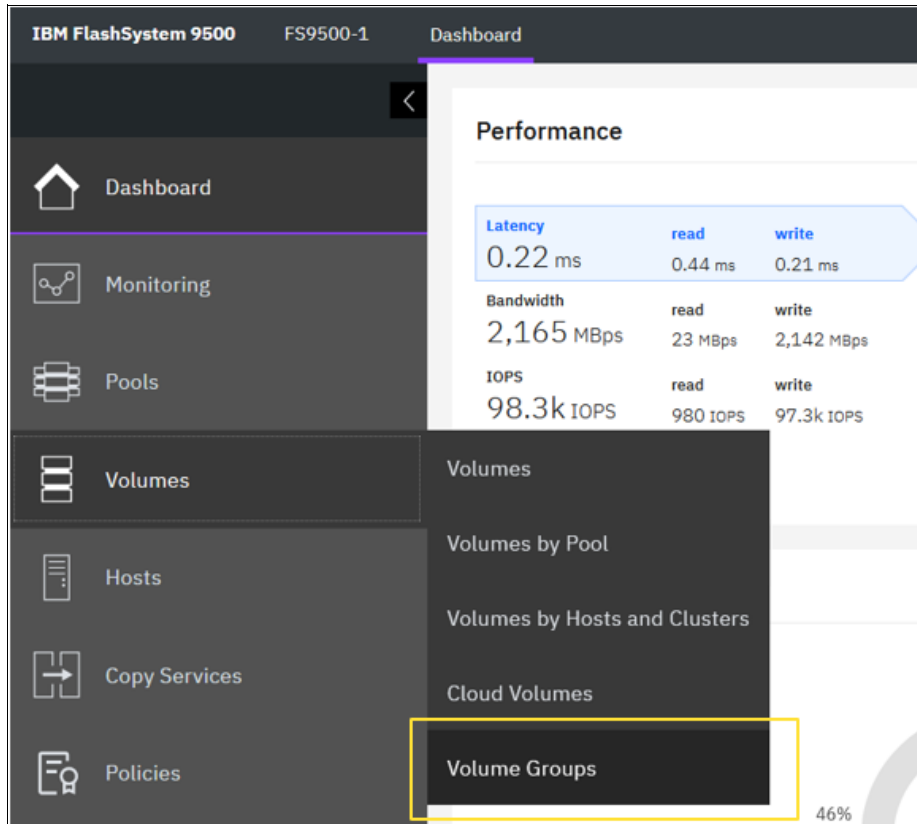 IBM FlashSystem 9500 FS9500-1 Dashboard
Performance
Dashboard
Latency read write
0.22 ms 0.44 ms 0.21 ms
Monitoring
Bandwidth read write
2,165 MBps 23 MBps 2,142 MBps
Pools
IOPS read write
98.3k IOPS 980 IOPS 97.3k IOPS
Volumes
Volumes
Volumes by Pool
Hosts
Volumes by Hosts and Clusters
Copy Services
Cloud Volumes
Policies
Volume Groups
46%